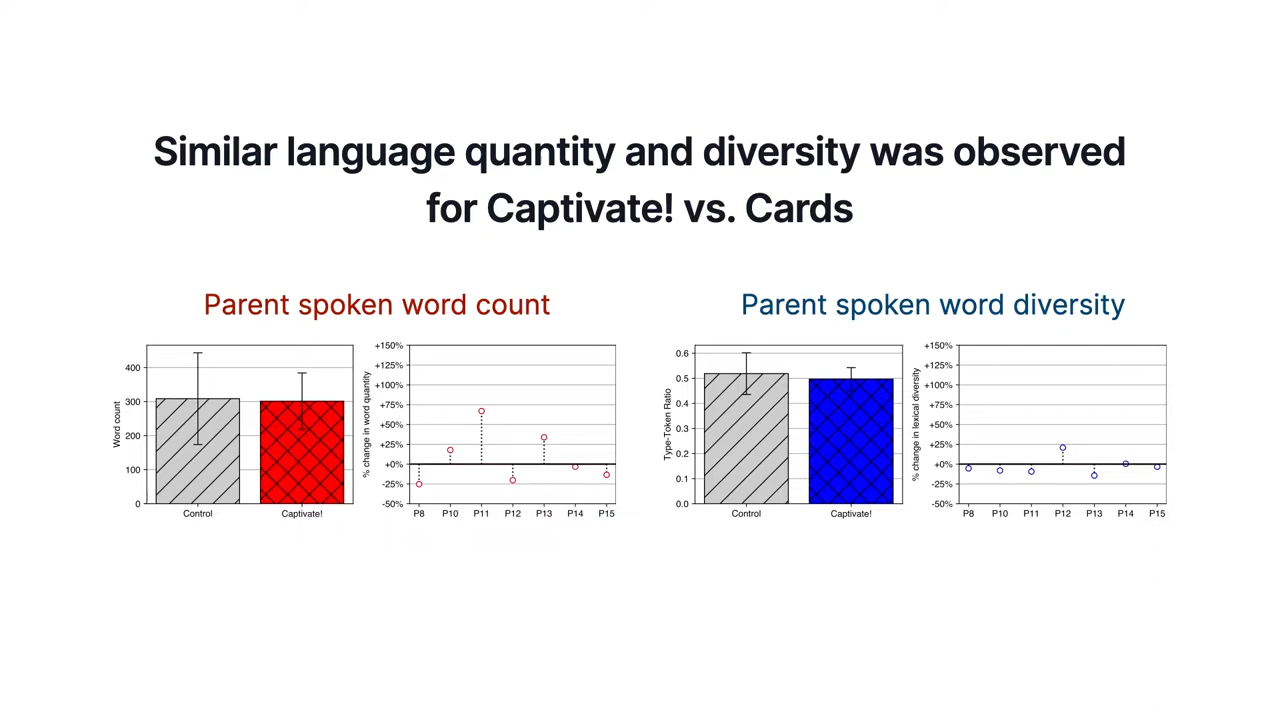 Similar language quantity and diversity was observed
for Captivate! vs. Cards
Parent spoken word count
Word count
400
300
200
100
0
Control
Captivate!
% change in word quantity
+150%
+125%
+100%
+75%
+50%
+25%
+0%
-25%
-50%
P8
P10
P11
P12
P13
P14
P15
Parent spoken word diversity
Type-Token Ratio
0.6
0.5
0.4
0.3
0.2
0.1
0.0
Control
Captivate!
% change in lexical diversity
+150%
+125%
+100%
+75%
+50%
+25%
+0%
-25%
-50%
P8
P10
P11
P12
P13
P14
P15